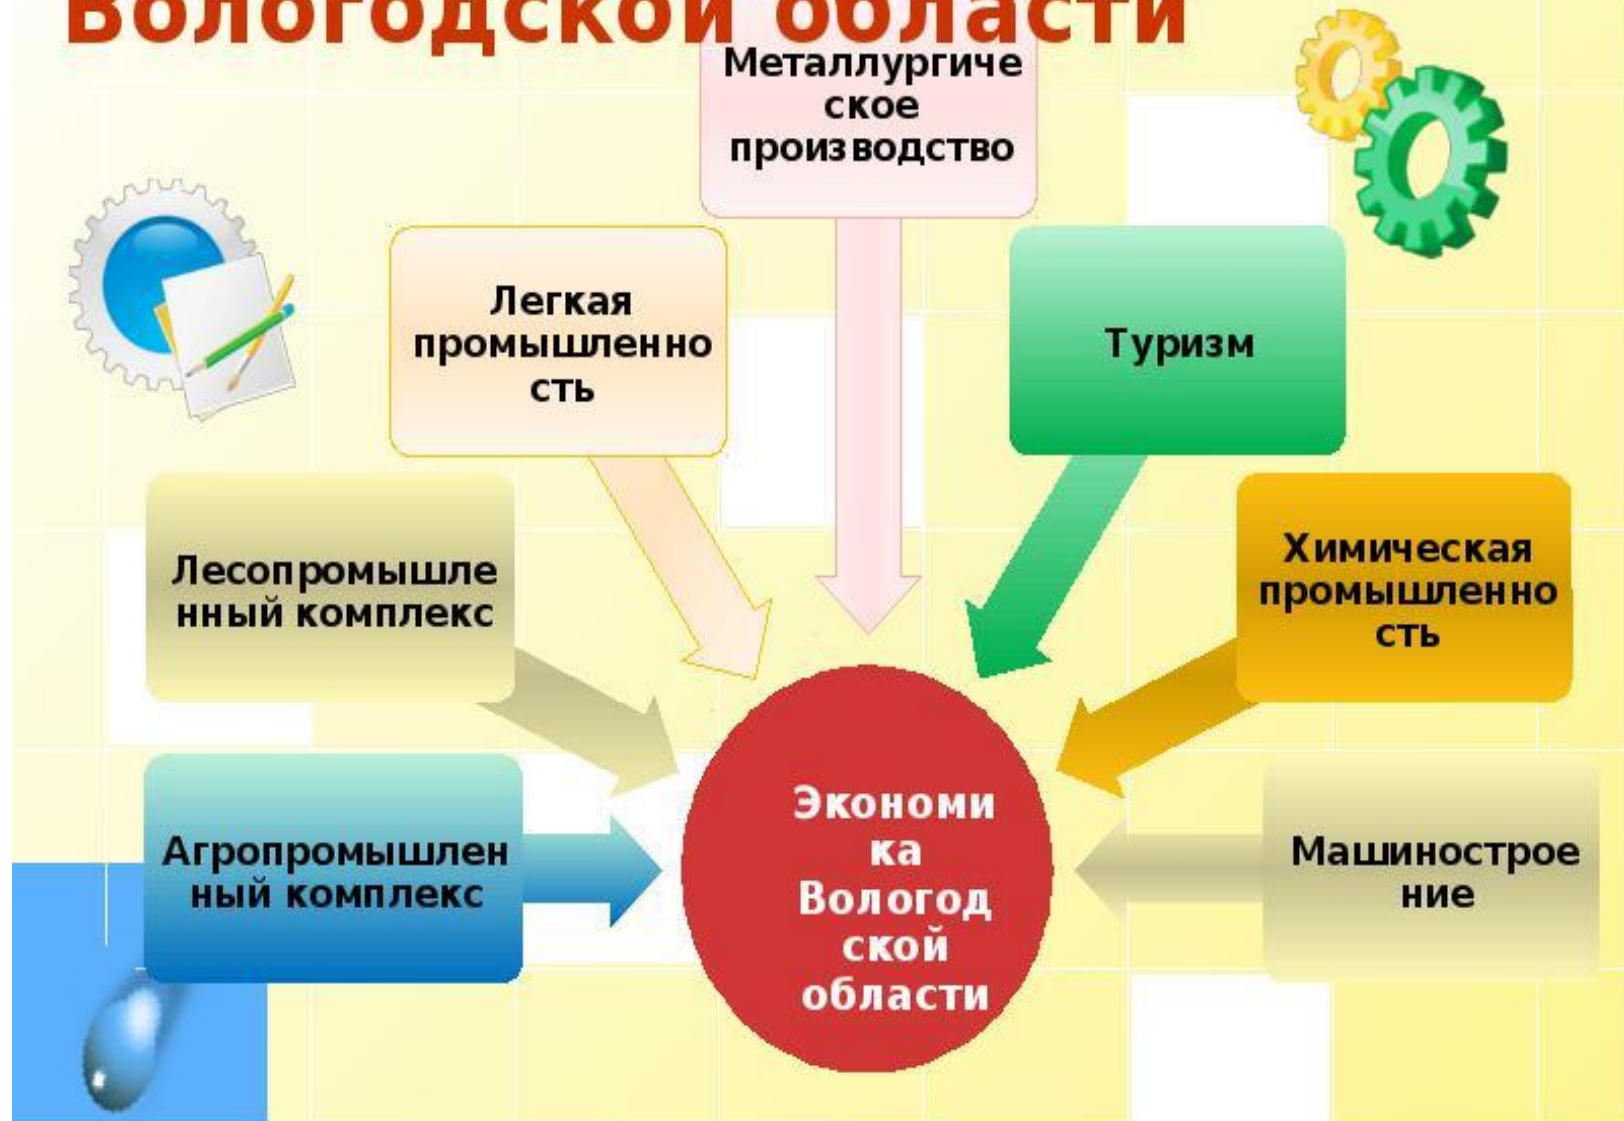 Вологодской области
Металлургиче
ское
производство
Легкая
промышленно
сть
Туризм
Лесопромышле
нный комплекс
Химическая
промышленно
сть
Агропромышлен
ный комплекс
Экономи
ка
Вологод
ской
области
Машинострое
ние